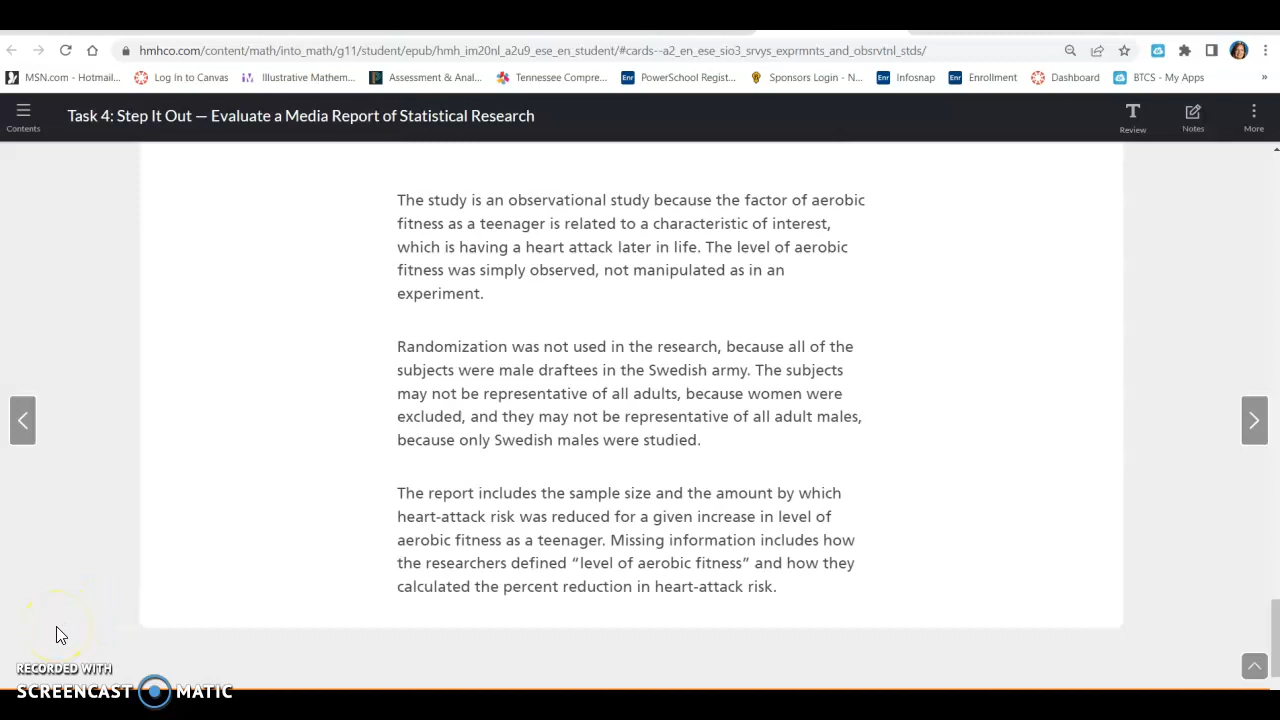 hmhco.com/content/math/into_math/g11/student/epub/hmh_im20nl_a2u9_ese_en_student/#cards--a2_en_ese_sio3_srvys_exprmnts_and_obsrvtnl_stds/
MSN.com - Hotmail... Log In to Canvas Illustrative Mathem... Assessment & Anal... Tennessee Compre... Enr PowerSchool Regist... Sponsors Login - N... Enr Infosnap Enr Enrollment Dashboard BTCS - My Apps »
Contents Task 4: Step It Out — Evaluate a Media Report of Statistical Research T Review Notes More
The study is an observational study because the factor of aerobic
fitness as a teenager is related to a characteristic of interest,
which is having a heart attack later in life. The level of aerobic
fitness was simply observed, not manipulated as in an
experiment.
Randomization was not used in the research, because all of the
subjects were male draftees in the Swedish army. The subjects
may not be representative of all adults, because women were
excluded, and they may not be representative of all adult males,
because only Swedish males were studied.
The report includes the sample size and the amount by which
heart-attack risk was reduced for a given increase in level of
aerobic fitness as a teenager. Missing information includes how
the researchers defined “level of aerobic fitness” and how they
calculated the percent reduction in heart-attack risk.
RECORDED WITH
SCREENCAST MATIC